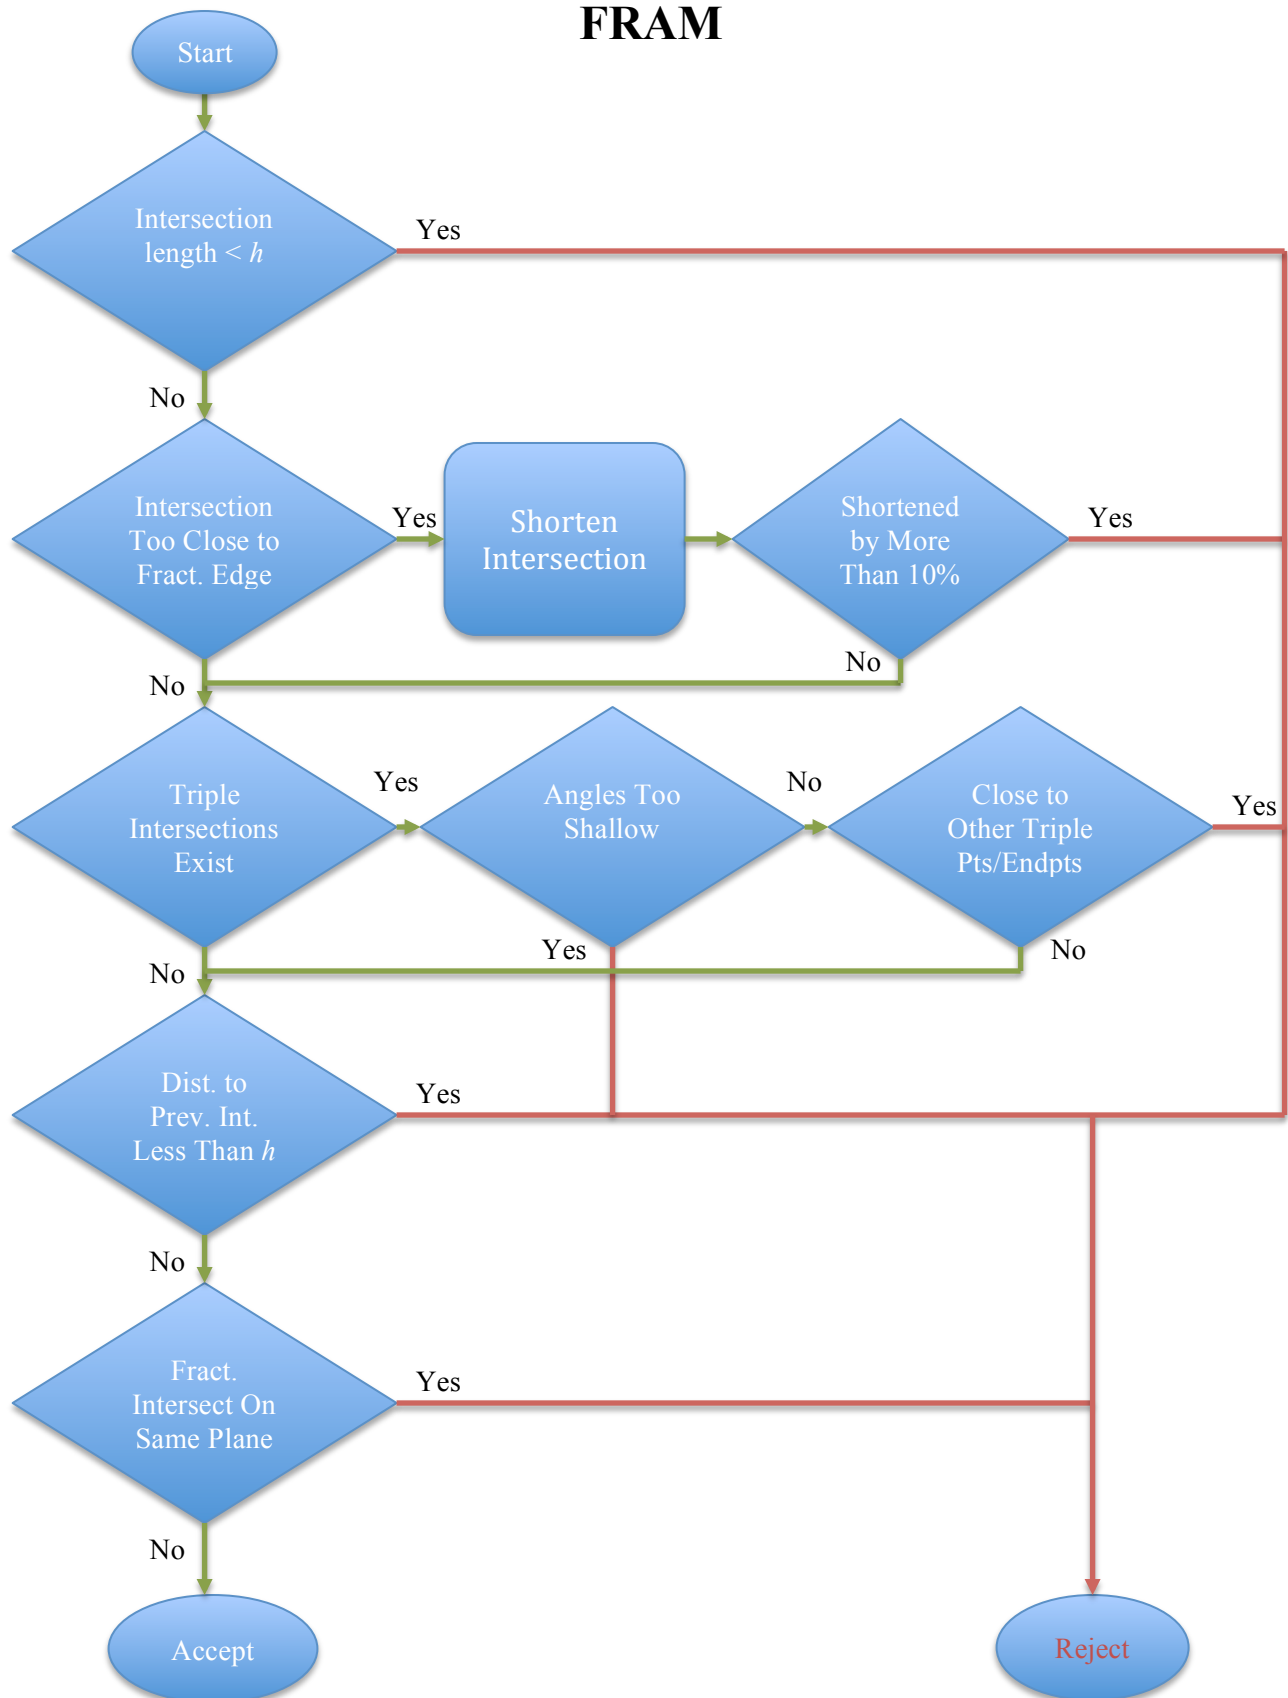 FRAM
Start
Intersection
length < h
Yes
No
Intersection
Too Close to
Fract. Edge
Yes
Shorten
Intersection
Shortened
by More
Than 10%
Yes
No
No
Triple
Intersections
Exist
Yes
Angles Too
Shallow
No
Close to
Other Triple
Pts/Endpts
Yes
No
Yes
No
Dist. to
Prev. Int.
Less Than h
Yes
No
Fract.
Intersect On
Same Plane
Yes
No
Accept
Reject